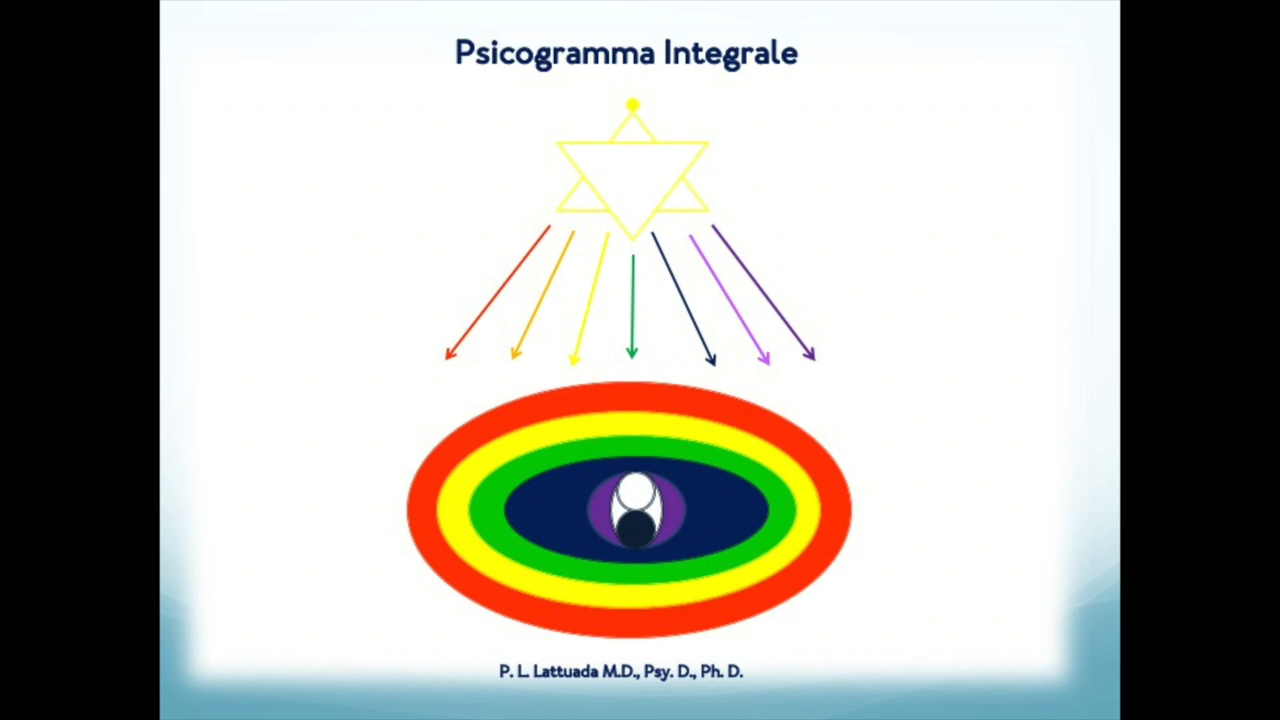 Psicogramma Integrale
P. L. Lattuada M.D., Psy. D., Ph. D.